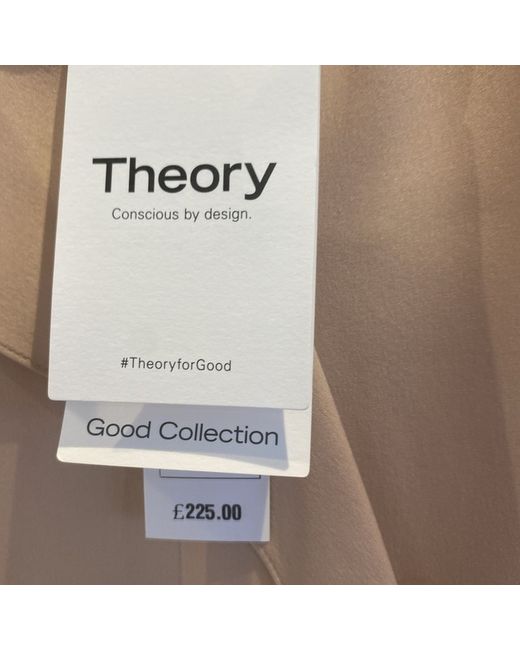 Theory
Conscious by design.
#TheoryforGood
Good Collection
£225.00